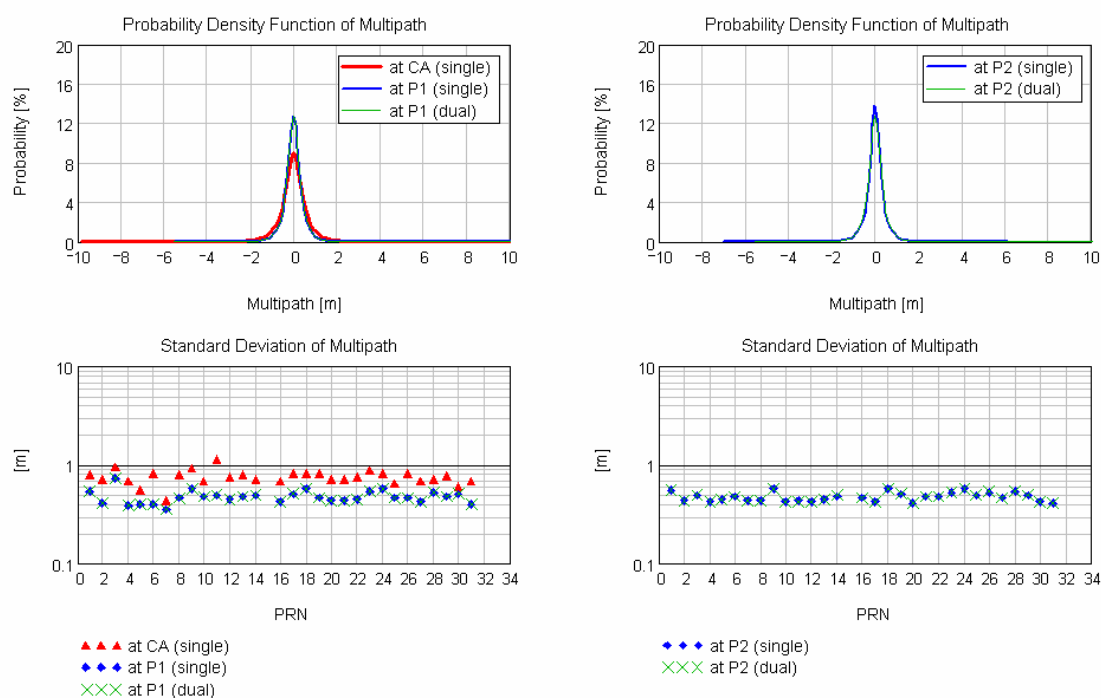 Probability Density Function of Multipath
20
16
12
8
4
0
Probability [%]
at CA (single)
at P1 (single)
at P1 (dual)
−10 −8 −6 −4 −2 0 2 4 6 8 10
Multipath [m]
Probability Density Function of Multipath
20
16
12
8
4
0
Probability [%]
at P2 (single)
at P2 (dual)
−10 −8 −6 −4 −2 0 2 4 6 8 10
Multipath [m]
Standard Deviation of Multipath
10
1
0.1
[m]
0 2 4 6 8 10 12 14 16 18 20 22 24 26 28 30 32 34
PRN
at CA (single)
at P1 (single)
at P1 (dual)
Standard Deviation of Multipath
10
1
0.1
[m]
0 2 4 6 8 10 12 14 16 18 20 22 24 26 28 30 32 34
PRN
at P2 (single)
at P2 (dual)